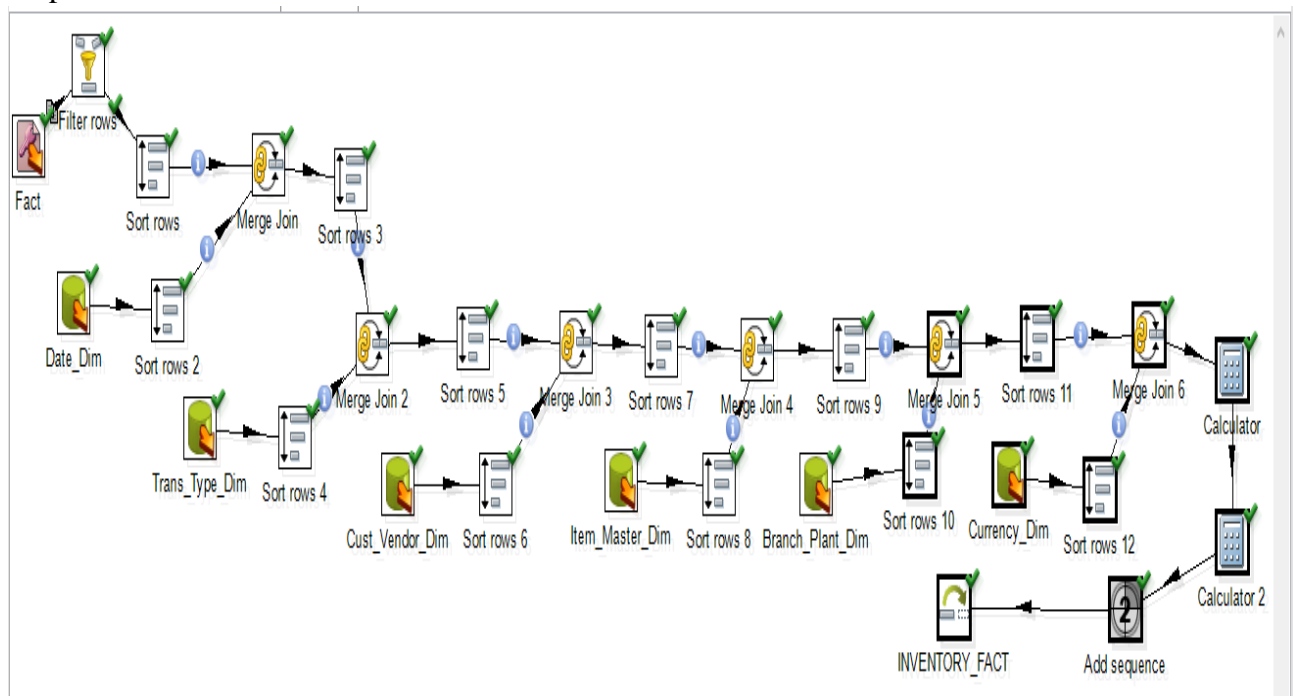 Filter rows
Fact
Sort rows
Merge Join
Sort rows 3
Date_Dim
Sort rows 2
Merge Join 2
Sort rows 5
Merge Join 3
Sort rows 7
Merge Join 4
Sort rows 9
Merge Join 5
Sort rows 11
Merge Join 6
Calculator
Trans_Type_Dim
Sort rows 4
Cust_Vendor_Dim
Sort rows 6
Item_Master_Dim
Sort rows 8
Branch_Plant_Dim
Sort rows 10
Currency_Dim
Sort rows 12
Calculator 2
2
INVENTORY_FACT
Add sequence